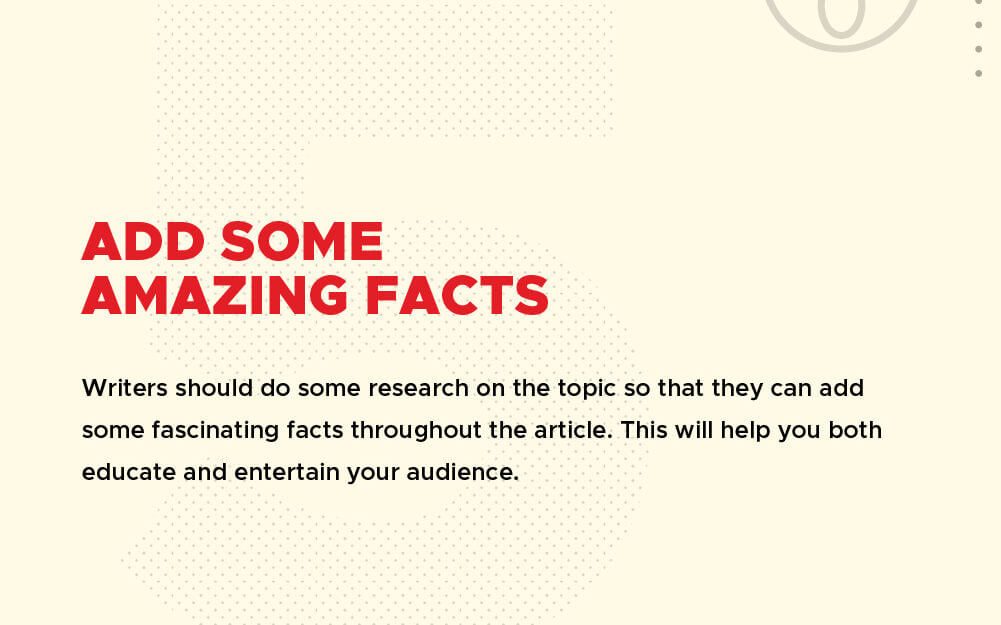 ADD SOME
AMAZING FACTS
Writers should do some research on the topic so that they can add
some fascinating facts throughout the article. This will help you both
educate and entertain your audience.